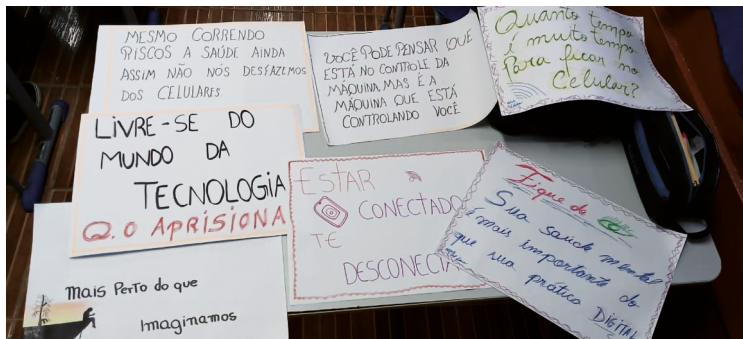 MESMO CORRENDO
RISCOS A SAÚDE AINDA
ASSIM NÃO NOS DESFAZEMOS
DOS CELULARES
VOCÊ PODE PENSAR QUE
ESTÁ NO CONTROLE DA
MÁQUINA MAS É A
MÁQUINA QUE ESTÁ
CONTROLANDO VOCÊ
Quanto tempo
é muito tempo
Para ficar no
Celular?
LIVRE-SE DO
MUNDO DA
TECNOLOGIA
Q.O APRISIONA
ESTAR
CONECTADO
TE
DESCONECTA
Fique de
Sua saúde mental
é mais importante do
que sua prática DIGITAL
mais Perto do que
Imaginamos